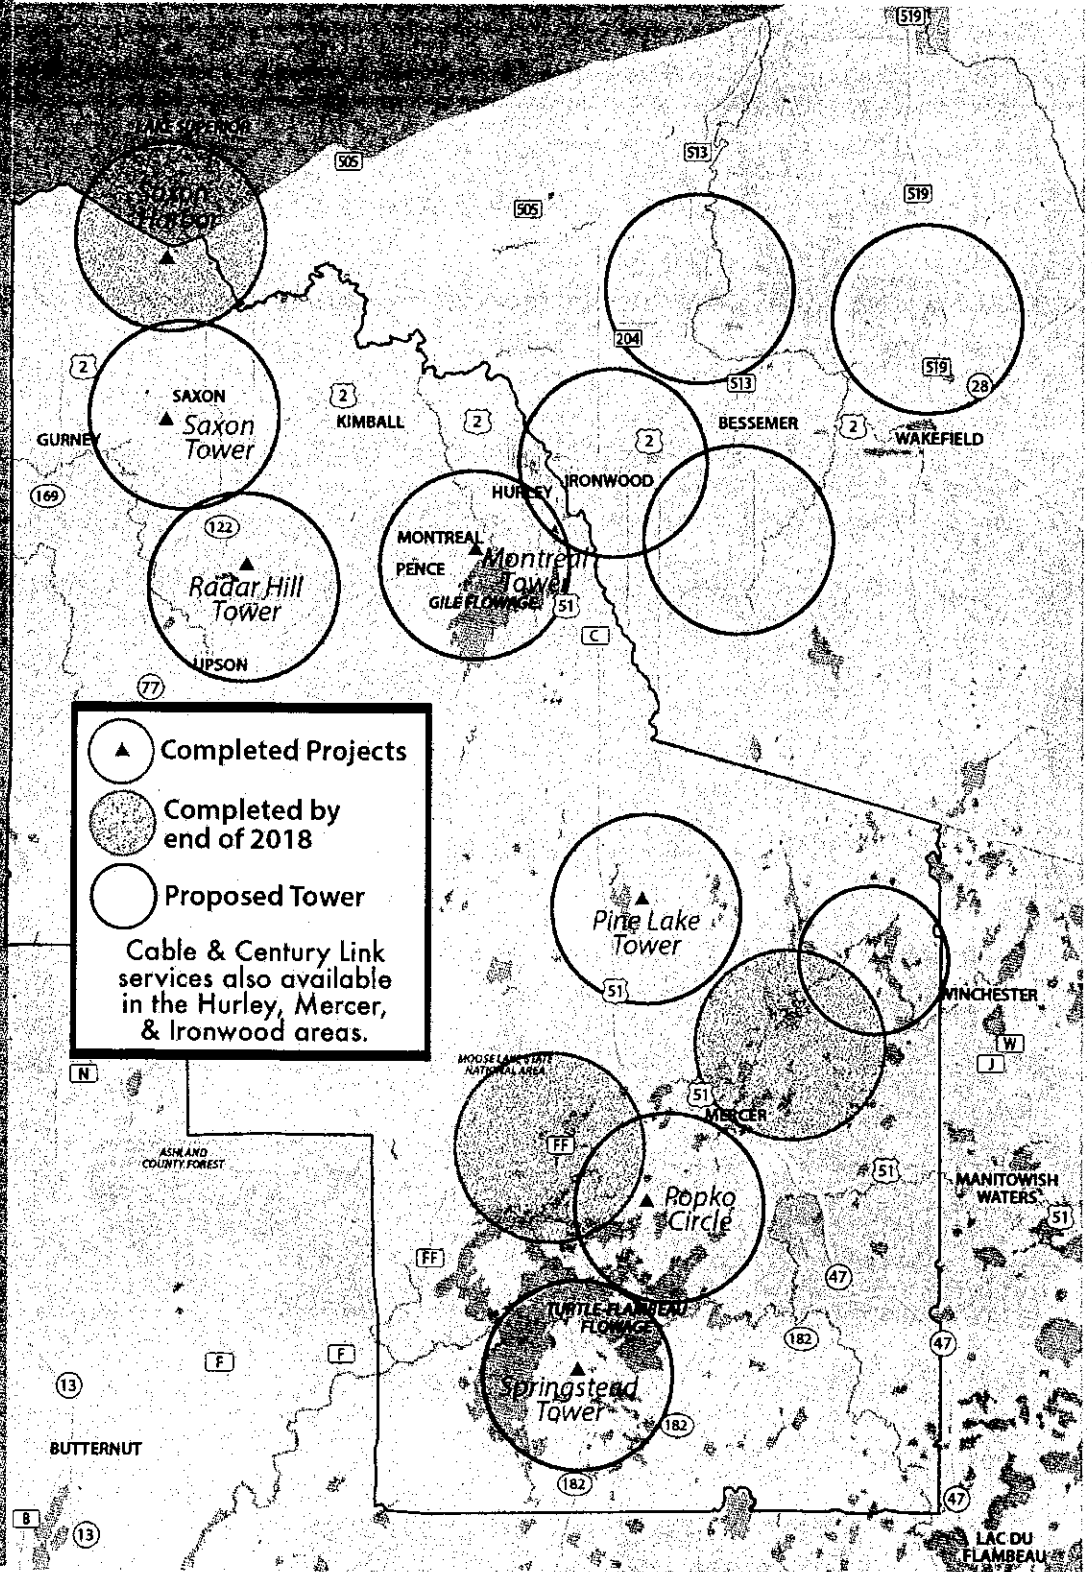 519
LAKE SUPERIOR
505
513
Saxon
Harbor
519
505
204
2
519
513
28
SAXON
2
KIMBALL
2
BESSEMER
2
Saxon
Tower
GURNEY
2
WAKEFIELD
169
HURLEY
IRONWOOD
122
MONTREAL
PENCE
Montreal
Tower
Radar Hill
Tower
GILE FLOWAGE
51
C
UPSON
77
Completed Projects
Completed by
end of 2018
Proposed Tower
Cable & Century Link
services also available
in the Hurley, Mercer,
& Ironwood areas.
Pine Lake
Tower
51
WINCHESTER
W
J
N
MOOSE LAKE STATE
NATIONAL AREA
51
MERCER
FF
ASHLAND
COUNTY FOREST
51
MANITOWISH
WATERS
51
Popko
Circle
FF
47
TURTLE-FLAMBEAU
FLOWAGE
182
47
F
F
13
Springstead
Tower
182
BUTTERNUT
182
47
B
13
LAC DU
FLAMBEAU